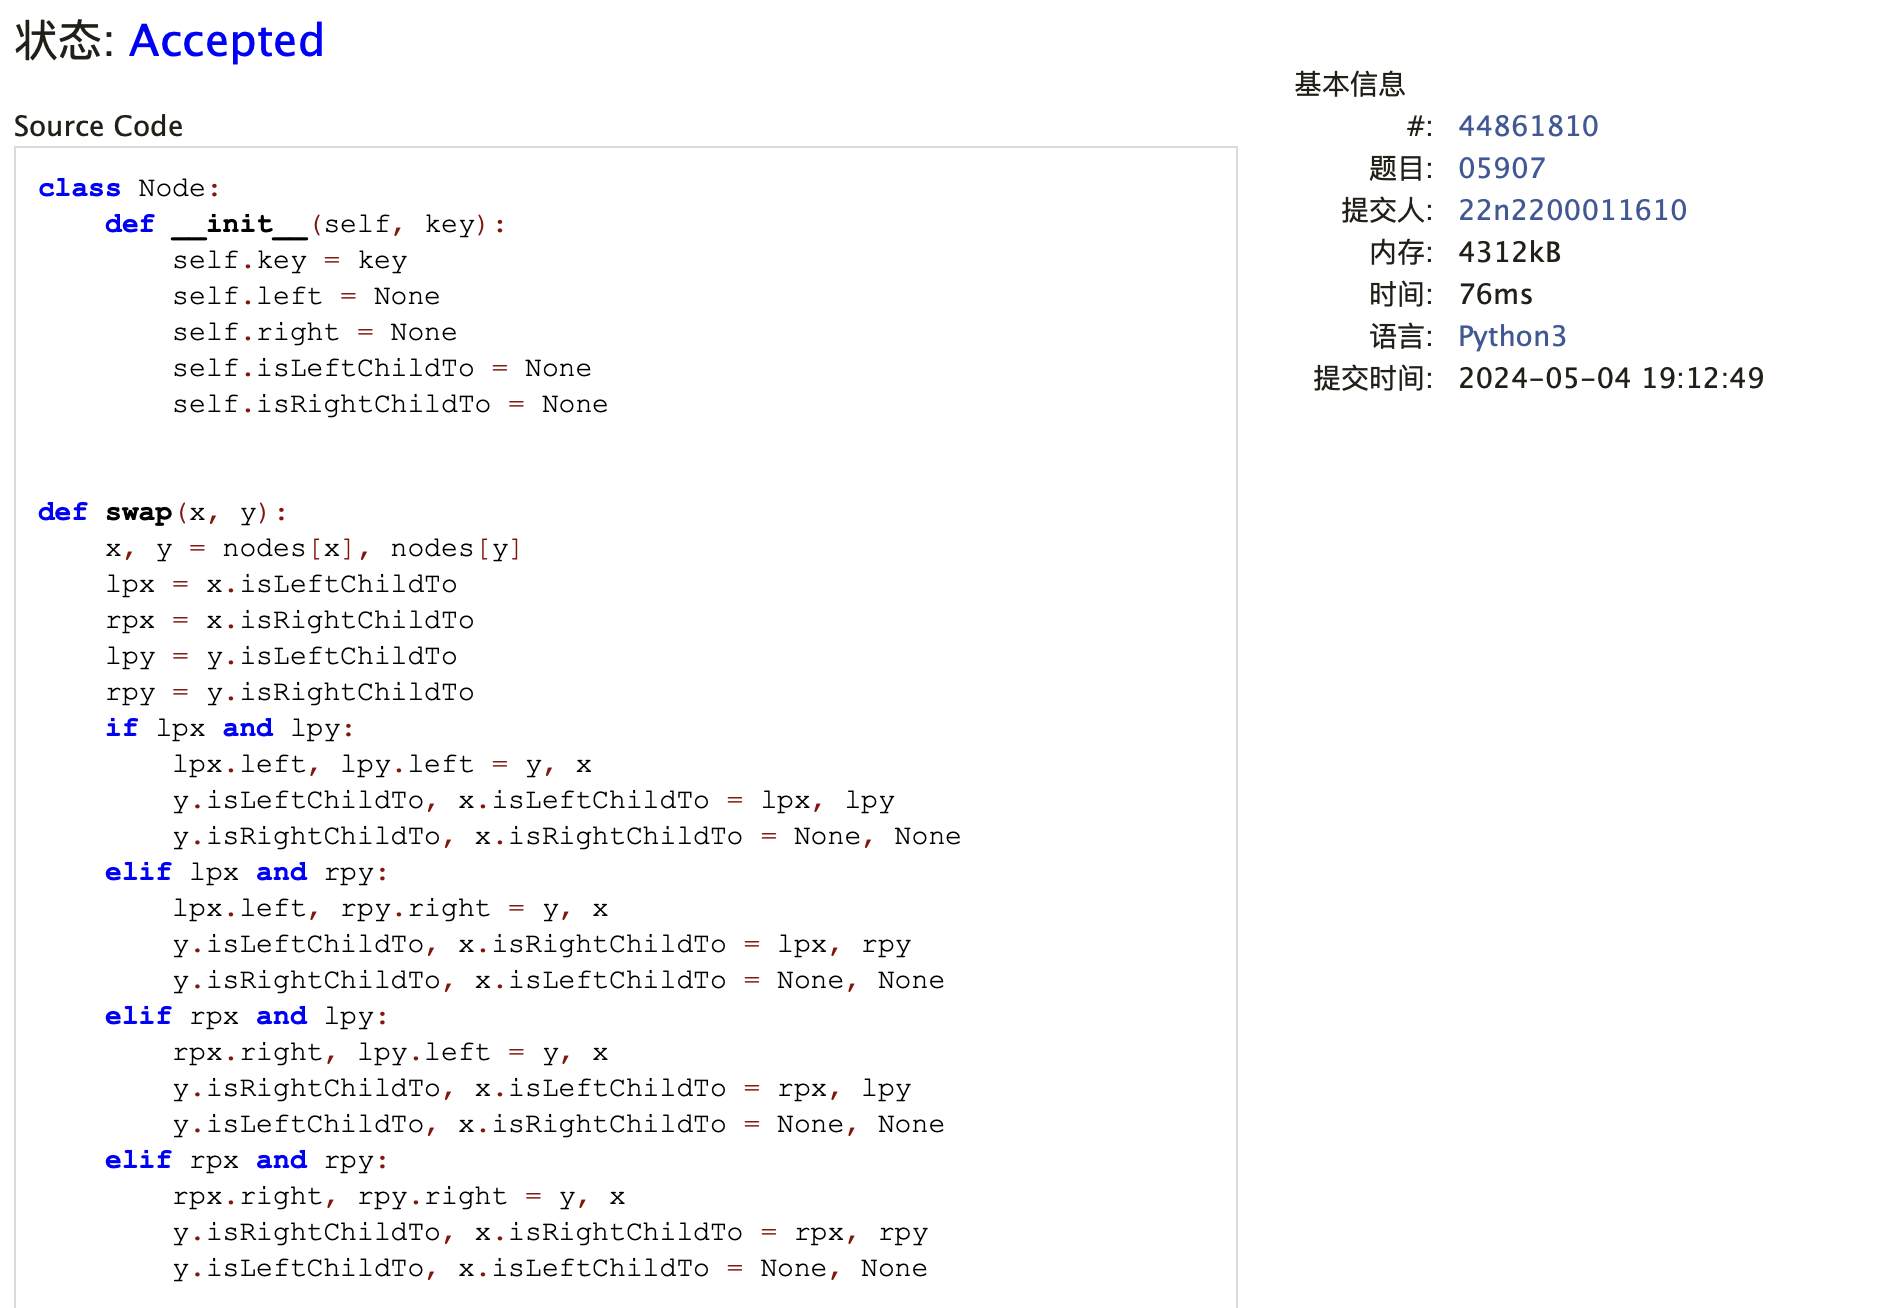 状态: Accepted
Source Code
class Node:
    def __init__(self, key):
        self.key = key
        self.left = None
        self.right = None
        self.isLeftChildTo = None
        self.isRightChildTo = None
def swap(x, y):
    x, y = nodes[x], nodes[y]
    lpx = x.isLeftChildTo
    rpx = x.isRightChildTo
    lpy = y.isLeftChildTo
    rpy = y.isRightChildTo
    if lpx and lpy:
        lpx.left, lpy.left = y, x
        y.isLeftChildTo, x.isLeftChildTo = lpx, lpy
        y.isRightChildTo, x.isRightChildTo = None, None
    elif lpx and rpy:
        lpx.left, rpy.right = y, x
        y.isLeftChildTo, x.isRightChildTo = lpx, rpy
        y.isRightChildTo, x.isLeftChildTo = None, None
    elif rpx and lpy:
        rpx.right, lpy.left = y, x
        y.isRightChildTo, x.isLeftChildTo = rpx, lpy
        y.isLeftChildTo, x.isRightChildTo = None, None
    elif rpx and rpy:
        rpx.right, rpy.right = y, x
        y.isRightChildTo, x.isRightChildTo = rpx, rpy
        y.isLeftChildTo, x.isLeftChildTo = None, None
基本信息
#: 44861810
题目: 05907
提交人: 22n2200011610
内存: 4312kB
时间: 76ms
语言: Python3
提交时间: 2024-05-04 19:12:49